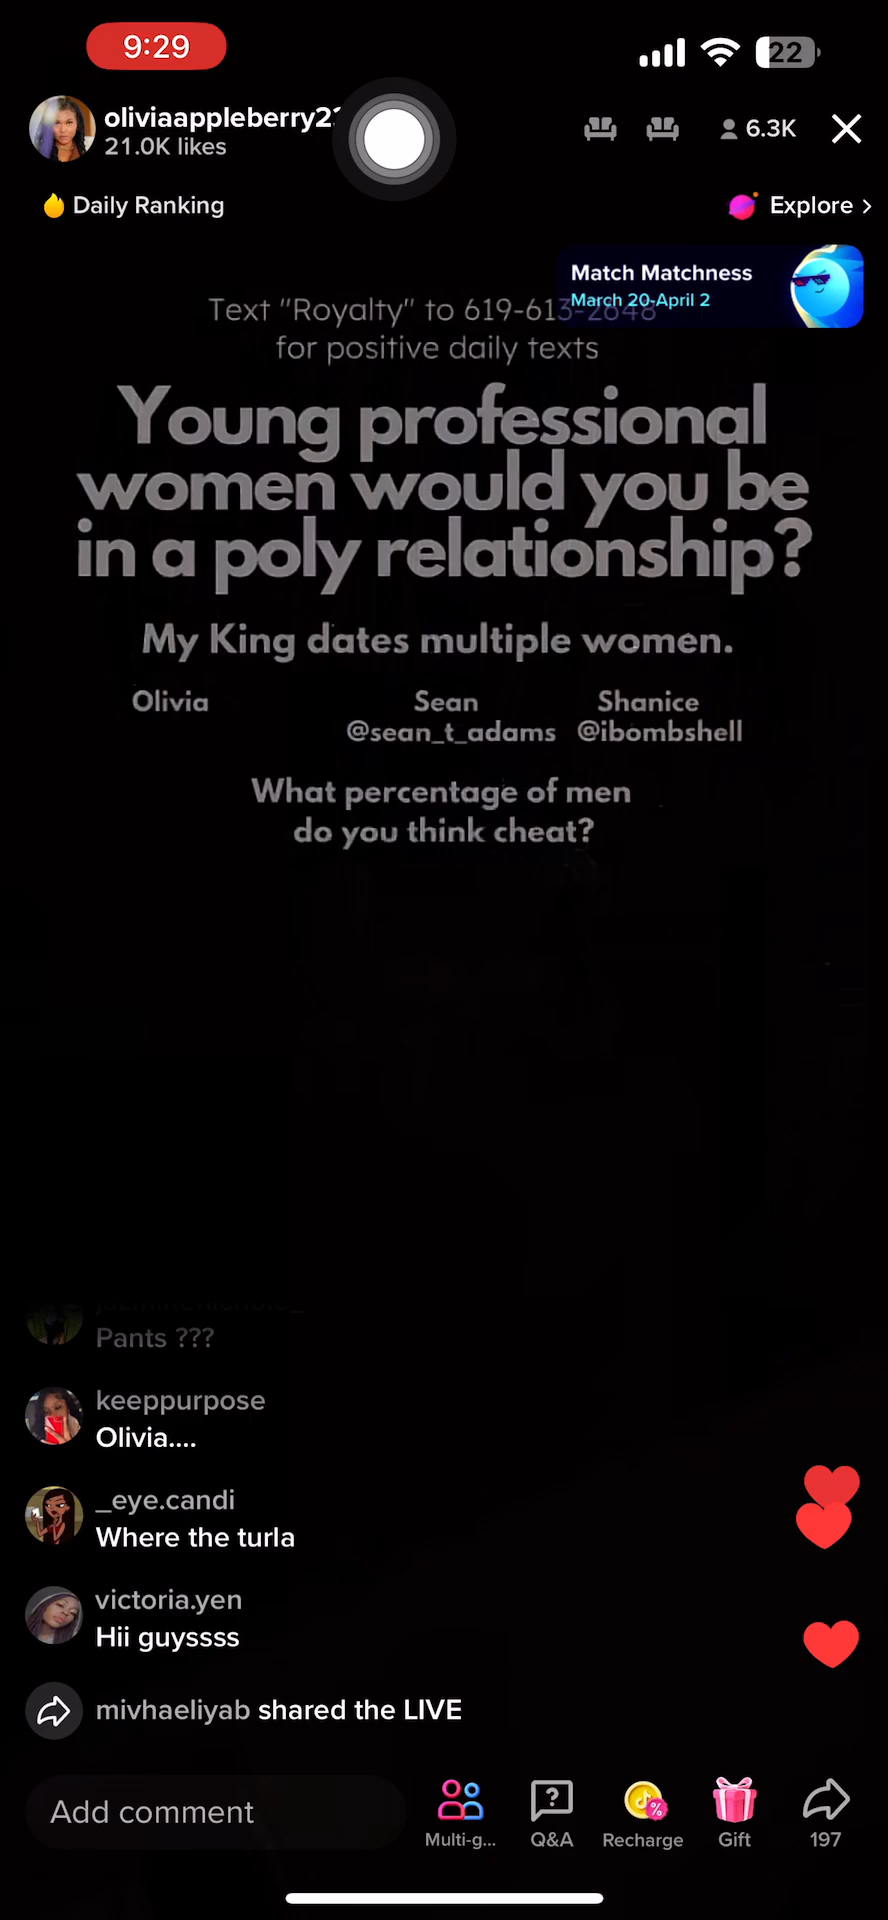 9:29
22
oliviaappleberry2
21.0K likes
6.3K
Daily Ranking
Explore >
Match Matchness
March 20-April 2
Text "Royalty" to 619-613-2648
for positive daily texts
Young professional
women would you be
in a poly relationship?
My King dates multiple women.
Olivia Sean Shanice
@sean_t_adams @ibombshell
What percentage of men
do you think cheat?
Pants ???
keeppurpose
Olivia....
_eye.candi
Where the turla
victoria.yen
Hii guyssss
mivhaeliyab shared the LIVE
Add comment
Multi-g... Q&A Recharge Gift 197